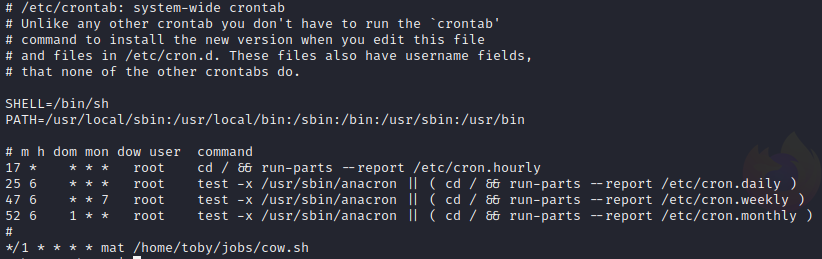 # /etc/crontab: system-wide crontab
# Unlike any other crontab you don't have to run the `crontab'
# command to install the new version when you edit this file
# and files in /etc/cron.d. These files also have username fields,
# that none of the other crontabs do.

SHELL=/bin/sh
PATH=/usr/local/sbin:/usr/local/bin:/sbin:/bin:/usr/sbin:/usr/bin

# m h dom mon dow user  command
17 *    * * *   root    cd / && run-parts --report /etc/cron.hourly
25 6    * * *   root    test -x /usr/sbin/anacron || ( cd / && run-parts --report /etc/cron.daily )
47 6    * * 7   root    test -x /usr/sbin/anacron || ( cd / && run-parts --report /etc/cron.weekly )
52 6    1 * *   root    test -x /usr/sbin/anacron || ( cd / && run-parts --report /etc/cron.monthly )
#
*/1 * * * * mat /home/toby/jobs/cow.sh